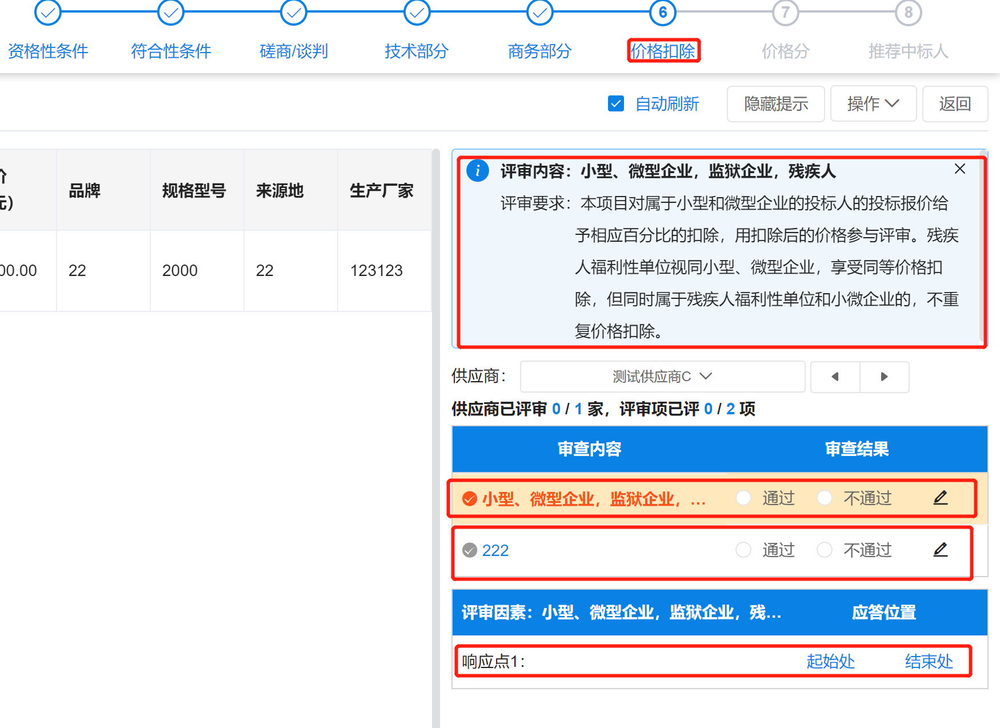 6 7 8
资格性条件 符合性条件 磋商/谈判 技术部分 商务部分 价格扣除 价格分 推荐中标人
自动刷新 隐藏提示 操作 返回
价
元) 品牌 规格型号 来源地 生产厂家
00.00 22 2000 22 123123
评审内容：小型、微型企业，监狱企业，残疾人
评审要求：本项目对属于小型和微型企业的投标人的投标报价给
予相应百分比的扣除，用扣除后的价格参与评审。残疾
人福利性单位视同小型、微型企业，享受同等价格扣
除，但同时属于残疾人福利性单位和小微企业的，不重
复价格扣除。
供应商： 测试供应商C
供应商已评审 0 / 1 家，评审项已评 0 / 2 项
审查内容 审查结果
小型、微型企业，监狱企业，... 通过 不通过
222 通过 不通过
评审因素：小型、微型企业，监狱企业，残... 应答位置
响应点1： 起始处 结束处